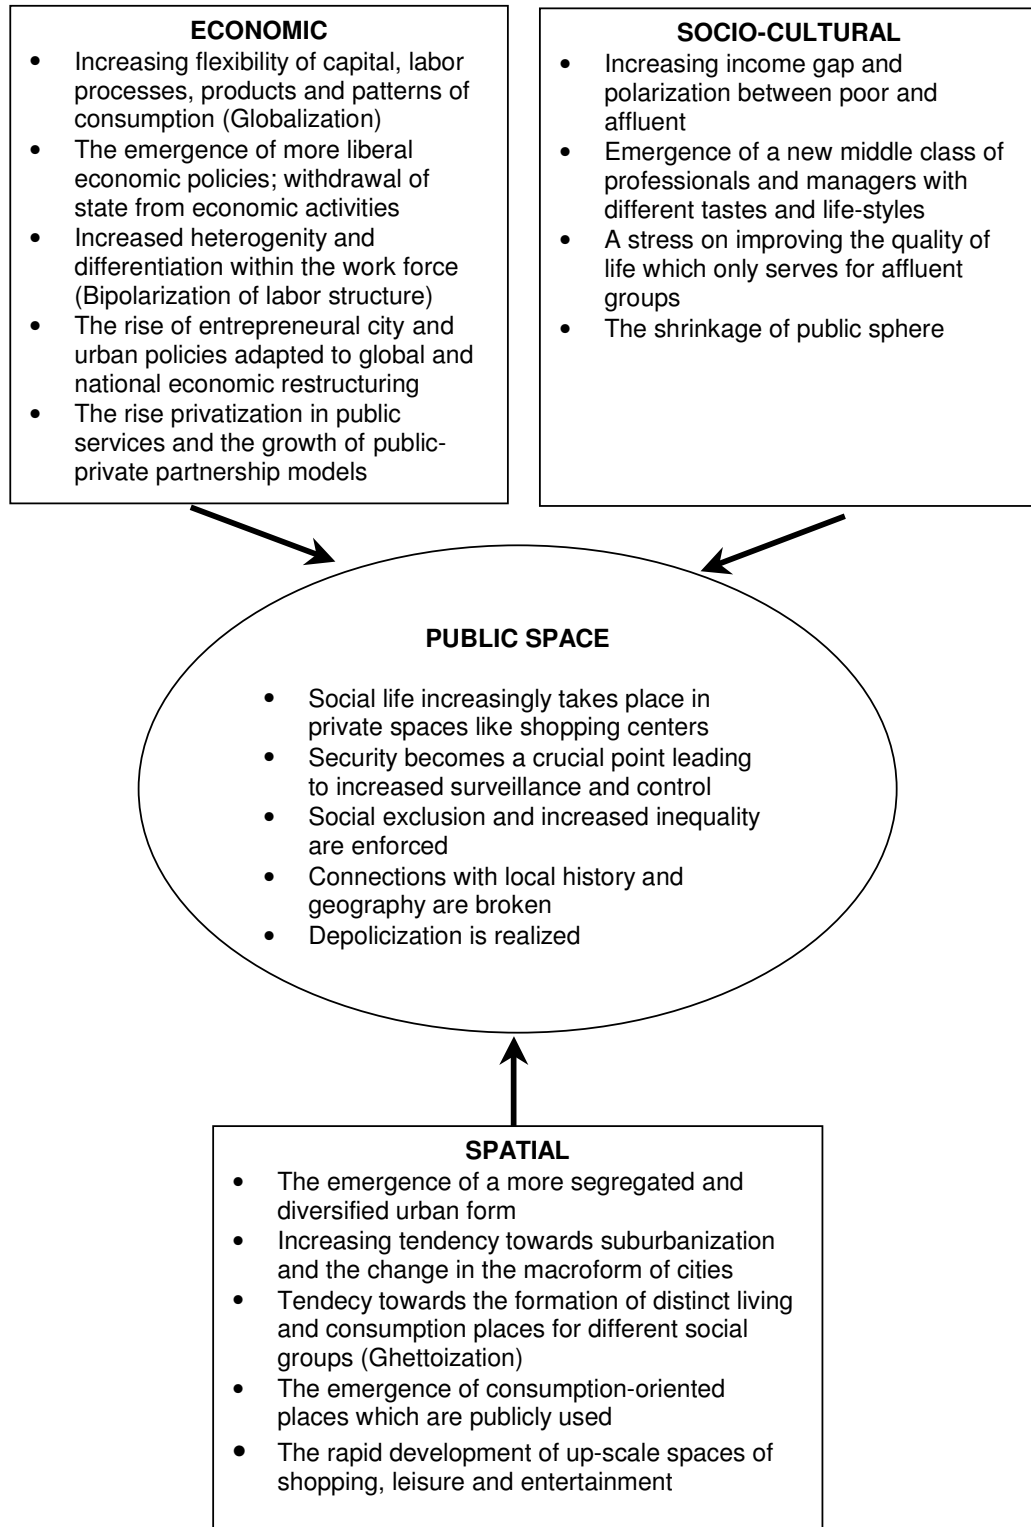 ECONOMIC
• Increasing flexibility of capital, labor
processes, products and patterns of
consumption (Globalization)
• The emergence of more liberal
economic policies; withdrawal of
state from economic activities
• Increased heterogenity and
differentiation within the work force
(Bipolarization of labor structure)
• The rise of entrepreneural city and
urban policies adapted to global and
national economic restructuring
• The rise privatization in public
services and the growth of public-
private partnership models
SOCIO-CULTURAL
• Increasing income gap and
polarization between poor and
affluent
• Emergence of a new middle class of
professionals and managers with
different tastes and life-styles
• A stress on improving the quality of
life which only serves for affluent
groups
• The shrinkage of public sphere
PUBLIC SPACE
• Social life increasingly takes place in
private spaces like shopping centers
• Security becomes a crucial point leading
to increased surveillance and control
• Social exclusion and increased inequality
are enforced
• Connections with local history and
geography are broken
• Depolicization is realized
SPATIAL
• The emergence of a more segregated and
diversified urban form
• Increasing tendency towards suburbanization
and the change in the macroform of cities
• Tendecy towards the formation of distinct living
and consumption places for different social
groups (Ghettoization)
• The emergence of consumption-oriented
places which are publicly used
• The rapid development of up-scale spaces of
shopping, leisure and entertainment